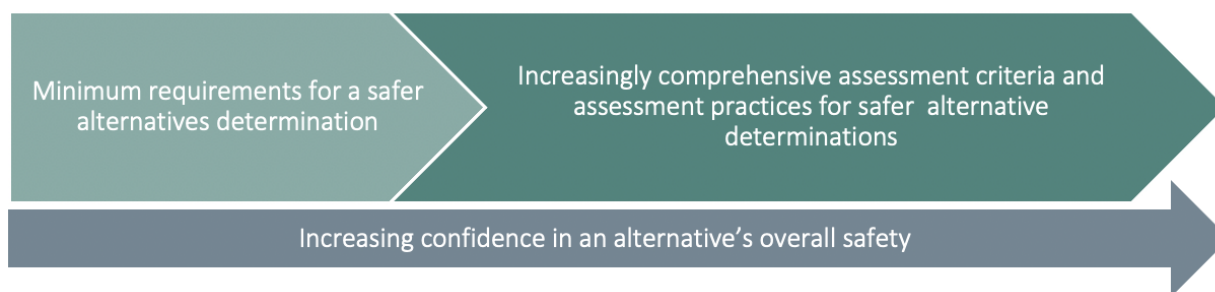 Minimum requirements for a safer
alternatives determination
Increasingly comprehensive assessment criteria and
assessment practices for safer  alternative
determinations
Increasing confidence in an alternative’s overall safety